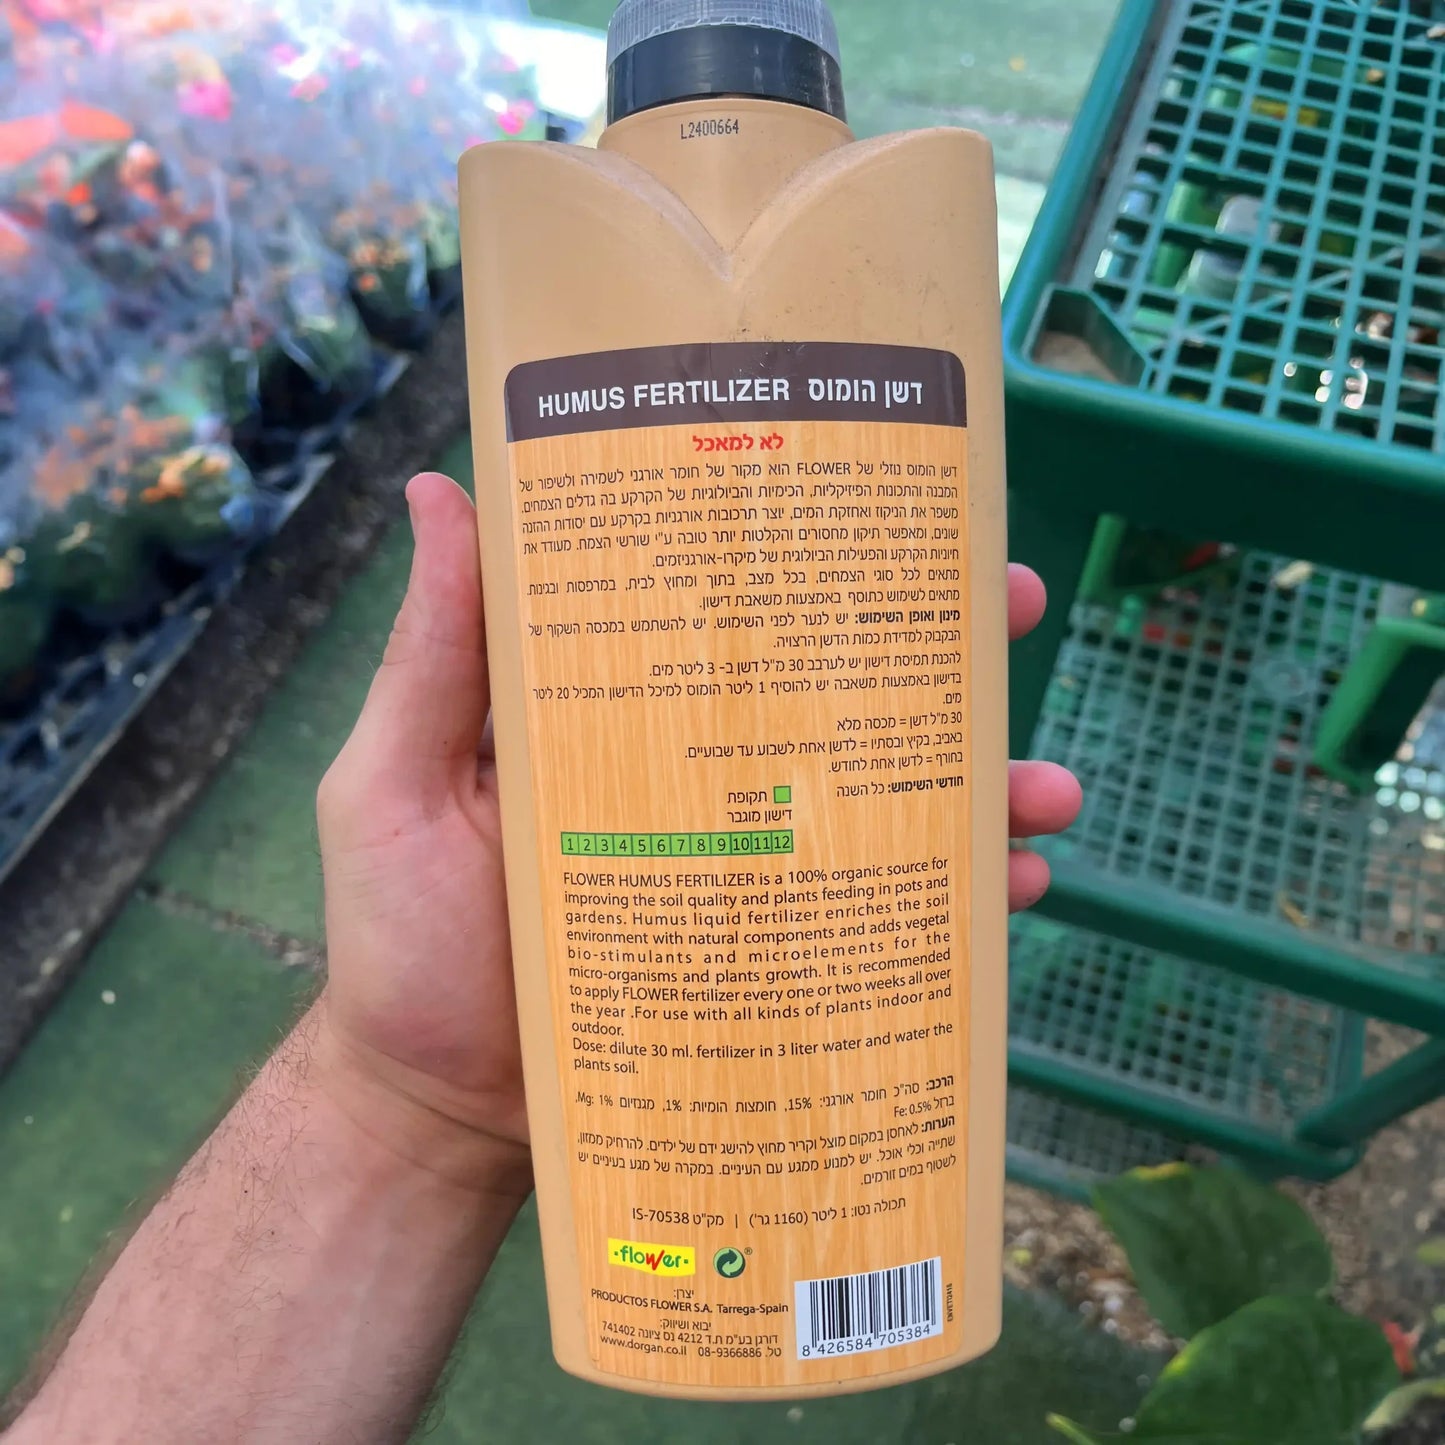 L2400664
HUMUS FERTILIZER דשן הומוס
לא למאכל
דשן הומוס נוזלי של FLOWER הוא מקור של חומר אורגני לשמירה ולשיפור של
המבנה והתכונות הפיזיקליות, הכימיות והביולוגיות של הקרקע בה גדלים הצמחים.
משפר את הניקוז ואחזקת המים, יוצר תרכובות אורגניות בקרקע עם יסודות ההזנה
שונים, ומאפשר תיקון מחסורים והקלטות יותר טובה ע"י שורשי הצמח. מעודד את
חיוניות הקרקע והפעילות הביולוגית של מיקרו-אורגניזמים.
מתאים לכל סוגי הצמחים, בכל מצב, בתוך ומחוץ לבית, במרפסות ובגינות.
מתאים לשימוש כתוסף באמצעות משאבת דישון.
מינון ואופן השימוש: יש לנער לפני השימוש. יש להשתמש במכסה השקוף של
הבקבוק למדידת כמות הדשן הרצויה.
להכנת תמיסת דישון יש לערבב 30 מ"ל דשן ב- 3 ליטר מים.
בדישון באמצעות משאבה יש להוסיף 1 ליטר הומוס למיכל הדישון המכיל 20 ליטר
מים.
30 מ"ל דשן = מכסה מלא
באביב, בקיץ ובסתיו = לדשן אחת לשבוע עד שבועיים.
בחורף = לדשן אחת לחודש.
חודשי השימוש: כל השנה
תקופת
דישון מוגבר
1 2 3 4 5 6 7 8 9 10 11 12
FLOWER HUMUS FERTILIZER is a 100% organic source for
improving the soil quality and plants feeding in pots and
gardens. Humus liquid fertilizer enriches the soil
environment with natural components and adds vegetal
bio-stimulants and microelements for the
micro-organisms and plants growth. It is recommended
to apply FLOWER fertilizer every one or two weeks all over
the year .For use with all kinds of plants indoor and
outdoor.
Dose: dilute 30 ml. fertilizer in 3 liter water and water the
plants soil.
הרכב: סה"כ חומר אורגני: 15%, חומצות הומיות: 1%, מגנזיום Mg: 1%,
ברזל Fe: 0.5%
הערות: לאחסן במקום מוצל וקריר מחוץ להישג ידם של ילדים. להרחיק ממזון,
שתייה וכלי אוכל. יש למנוע ממגע עם העיניים. במקרה של מגע בעיניים יש
לשטוף במים זורמים.
תכולה נטו: 1 ליטר (1160 גר') | מק"ט IS-70538
flower ®
יצרן:
PRODUCTOS FLOWER S.A. Tarrega-Spain
יבוא ושיווק:
דורגן בע"מ ת.ד 4212 נס ציונה 741402
טל. 08-9366886 www.dorgan.co.il
8 426584 705384
ENVETQ418